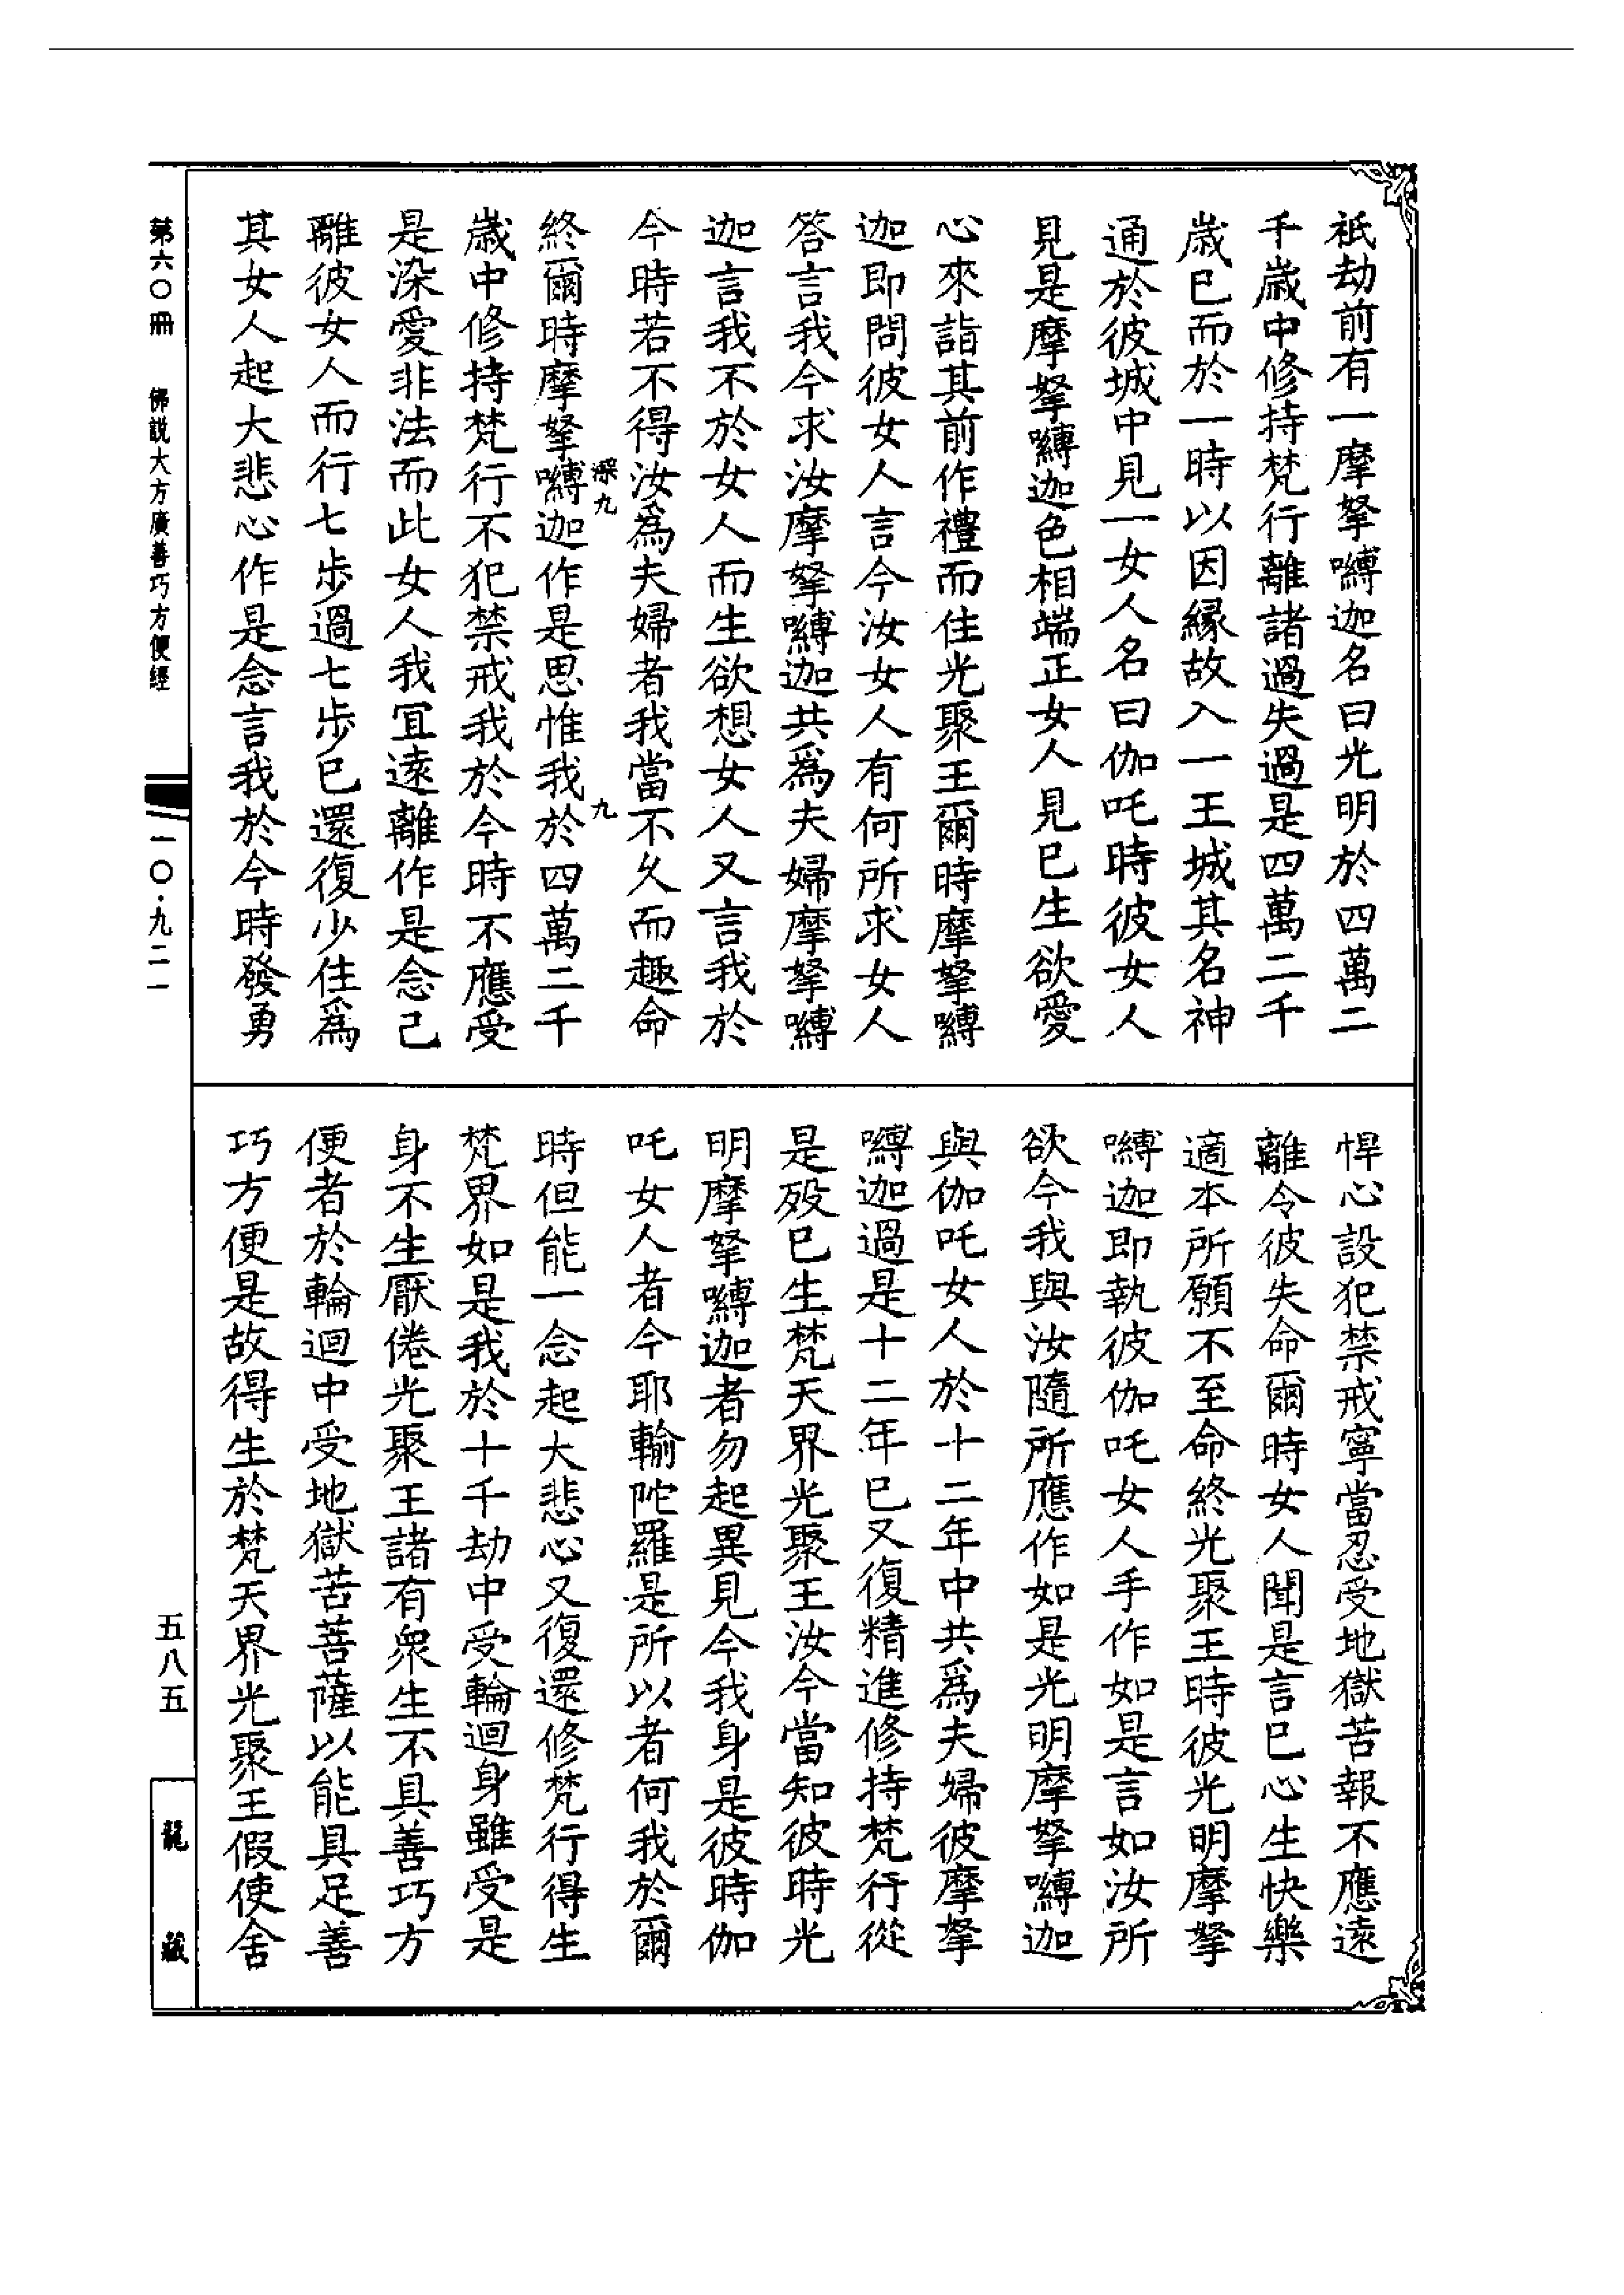 祇劫前有一摩拏嚩迦名曰光明於四萬二
千歲中修持梵行離諸過失過是四萬二千
歲已而於一時以因緣故入一王城其名神
通於彼城中見一女人名曰伽吒時彼女人
見是摩拏嚩迦色相端正女人見已生欲愛
心來詣其前作禮而住光聚王爾時摩拏嚩
迦即問彼女人言今汝女人有何所求女人
答言我今求汝摩拏嚩迦共為夫婦摩拏嚩
迦言我不於女人而生欲想女人又言我於
今時若不得汝為夫婦者我當不久而趣命
深九 九
終爾時摩拏嚩迦作是思惟我於四萬二千
歲中修持梵行不犯禁戒我於今時不應受
是染愛非法而此女人我宜遠離作是念已
離彼女人而行七步過七步已還復少住為
其女人起大悲心作是念言我於今時發勇
悍心設犯禁戒寧當忍受地獄苦報不應遠
離令彼失命爾時女人聞是言已心生快樂
適本所願不至命終光聚王時彼光明摩拏
嚩迦即執彼伽吒女人手作如是言如汝所
欲今我與汝隨所應作如是光明摩拏嚩迦
與伽吒女人於十二年中共為夫婦彼摩拏
嚩迦過是十二年已又復精進修持梵行從
是歿已生梵天界光聚王汝今當知彼時光
明摩拏嚩迦者勿起異見今我身是彼時伽
吒女人者今耶輸陀羅是所以者何我於爾
時但能一念起大悲心又復還修梵行得生
梵界如是我於十千劫中受輪迴身雖受是
身不生厭倦光聚王諸有眾生不具善巧方
便者於輪迴中受地獄苦菩薩以能具足善
巧方便是故得生於梵天界光聚王假使舍
第六〇冊 佛說大方廣善巧方便經
一〇·九二一
五八五
龍藏